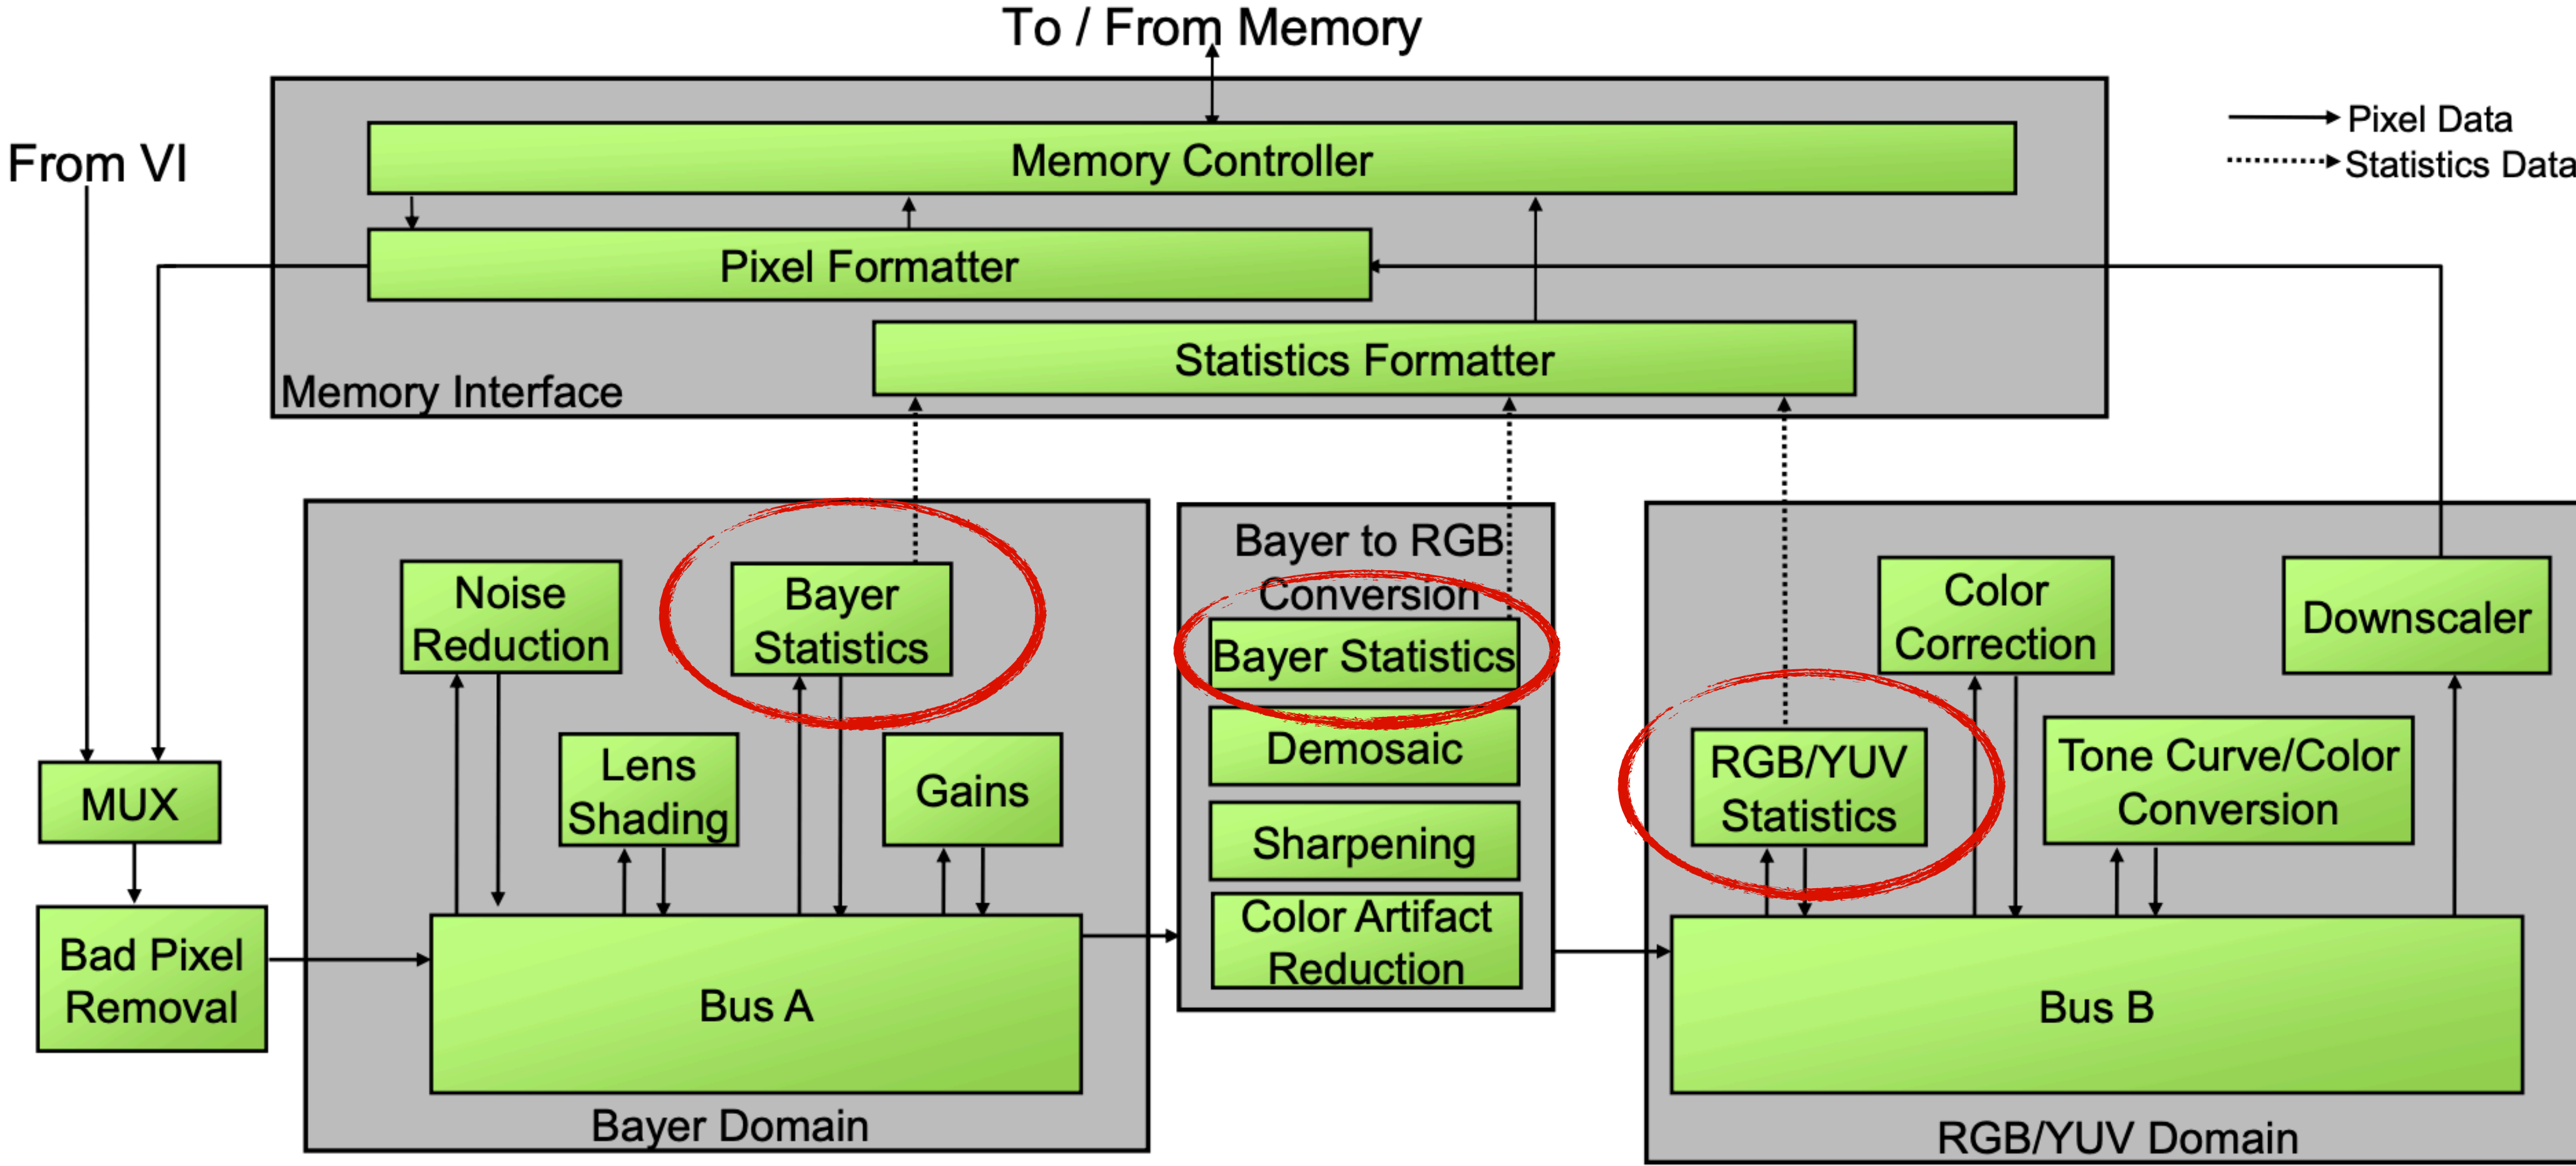 To / From Memory
From VI
Memory Controller
Pixel Data
Statistics Data
Pixel Formatter
Statistics Formatter
Memory Interface
Noise
Reduction
Bayer
Statistics
Lens
Shading
Gains
Bus A
Bayer Domain
MUX
Bad Pixel
Removal
Bayer to RGB
Conversion
Bayer Statistics
Demosaic
Sharpening
Color Artifact
Reduction
Color
Correction
Downscaler
RGB/YUV
Statistics
Tone Curve/Color
Conversion
Bus B
RGB/YUV Domain